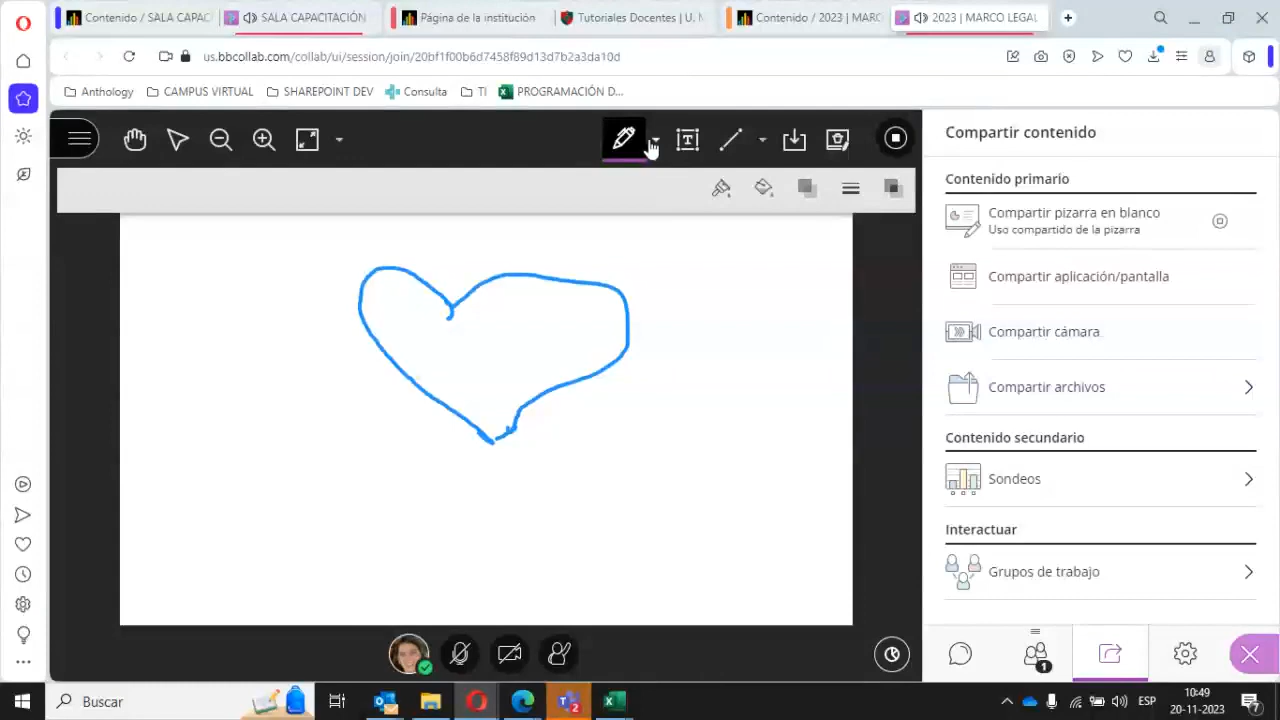 Contenido / SALA CAPAC
SALA CAPACITACIÓN
Página de la institución
Tutoriales Docentes | U. M
Contenido / 2023 | MARC
2023 | MARCO LEGAL
us.bbcollab.com/collab/ui/session/join/20bf1f00b6d7458f89d13d7b2a3da10d
Anthology
CAMPUS VIRTUAL
SHAREPOINT DEV
Consulta
TI
PROGRAMACIÓN D...
Compartir contenido
Contenido primario
Compartir pizarra en blanco
Uso compartido de la pizarra
Compartir aplicación/pantalla
Compartir cámara
Compartir archivos
Contenido secundario
Sondeos
Interactuar
Grupos de trabajo
1
Buscar
2
ESP
10:49
20-11-2023
7